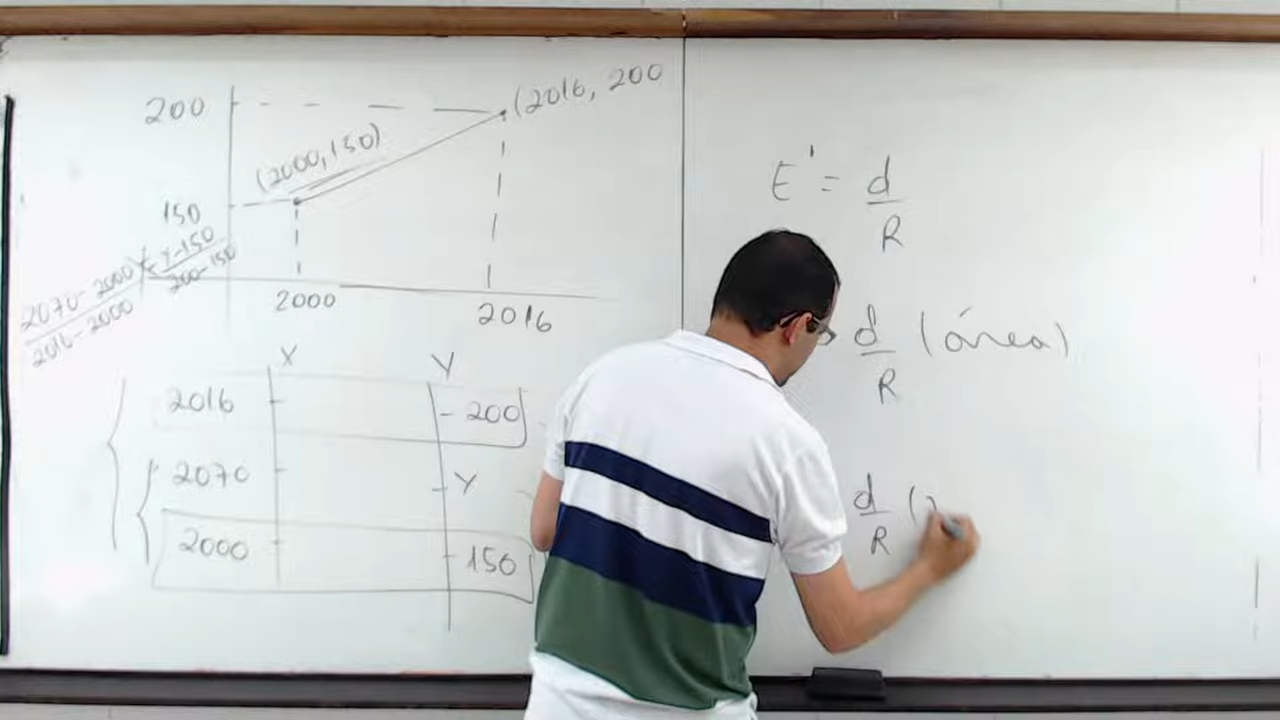 200
(2016, 200
(2000, 150)
150
2070-2000 = Y-150
2016-2000 200-150
2000
2016
X Y
2016 - 200
2070 Y
2000 150
E' = d
R
d (área)
R
d (
R